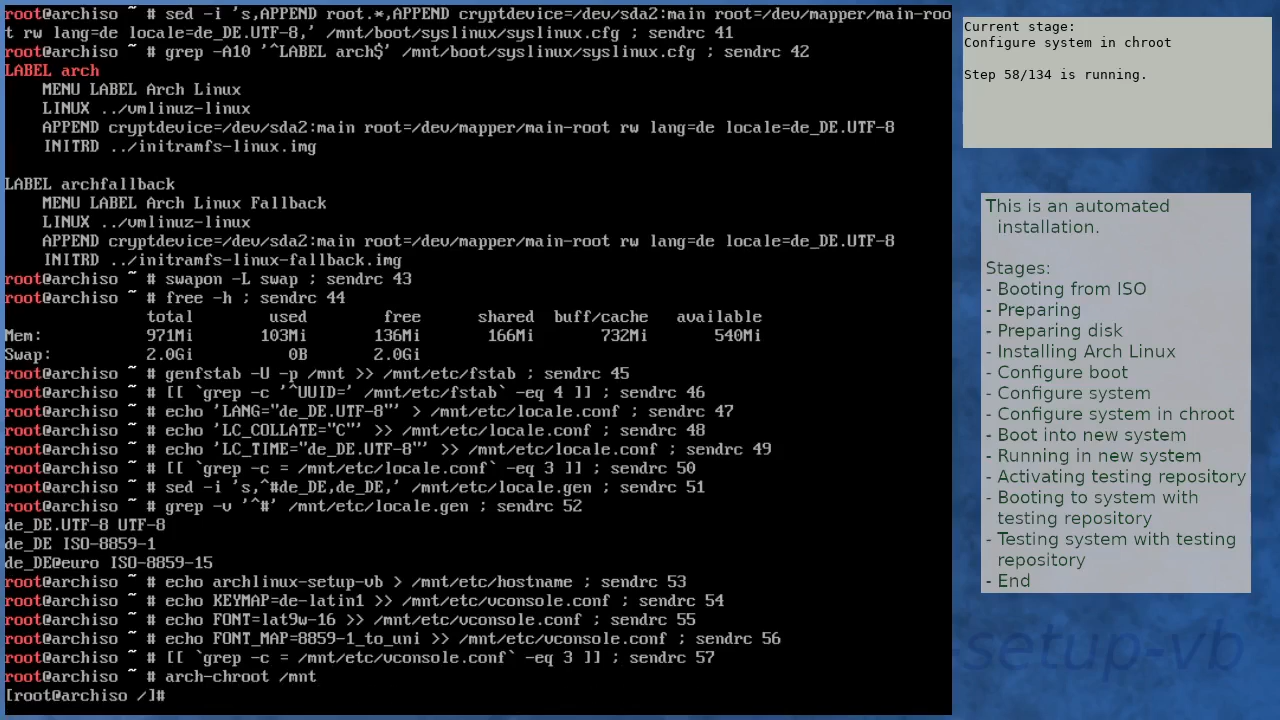 root@archiso ~ # sed -i 's,APPEND root.*,APPEND cryptdevice=/dev/sda2:main root=/dev/mapper/main-roo
t rw lang=de locale=de_DE.UTF-8,' /mnt/boot/syslinux/syslinux.cfg ; sendrc 41
root@archiso ~ # grep -A10 '^LABEL arch$' /mnt/boot/syslinux/syslinux.cfg ; sendrc 42
LABEL arch
    MENU LABEL Arch Linux
    LINUX ../vmlinuz-linux
    APPEND cryptdevice=/dev/sda2:main root=/dev/mapper/main-root rw lang=de locale=de_DE.UTF-8
    INITRD ../initramfs-linux.img

LABEL archfallback
    MENU LABEL Arch Linux Fallback
    LINUX ../vmlinuz-linux
    APPEND cryptdevice=/dev/sda2:main root=/dev/mapper/main-root rw lang=de locale=de_DE.UTF-8
    INITRD ../initramfs-linux-fallback.img
root@archiso ~ # swapon -L swap ; sendrc 43
root@archiso ~ # free -h ; sendrc 44
               total        used        free      shared  buff/cache   available
Mem:           971Mi       103Mi       136Mi       166Mi       732Mi       540Mi
Swap:          2.0Gi          0B       2.0Gi
root@archiso ~ # genfstab -U -p /mnt >> /mnt/etc/fstab ; sendrc 45
root@archiso ~ # [[ `grep -c '^UUID=' /mnt/etc/fstab` -eq 4 ]] ; sendrc 46
root@archiso ~ # echo 'LANG="de_DE.UTF-8"' > /mnt/etc/locale.conf ; sendrc 47
root@archiso ~ # echo 'LC_COLLATE="C"' >> /mnt/etc/locale.conf ; sendrc 48
root@archiso ~ # echo 'LC_TIME="de_DE.UTF-8"' >> /mnt/etc/locale.conf ; sendrc 49
root@archiso ~ # [[ `grep -c = /mnt/etc/locale.conf` -eq 3 ]] ; sendrc 50
root@archiso ~ # sed -i 's,^#de_DE,de_DE,' /mnt/etc/locale.gen ; sendrc 51
root@archiso ~ # grep -v '^#' /mnt/etc/locale.gen ; sendrc 52
de_DE.UTF-8 UTF-8
de_DE ISO-8859-1
de_DE@euro ISO-8859-15
root@archiso ~ # echo archlinux-setup-vb > /mnt/etc/hostname ; sendrc 53
root@archiso ~ # echo KEYMAP=de-latin1 >> /mnt/etc/vconsole.conf ; sendrc 54
root@archiso ~ # echo FONT=lat9w-16 >> /mnt/etc/vconsole.conf ; sendrc 55
root@archiso ~ # echo FONT_MAP=8859-1_to_uni >> /mnt/etc/vconsole.conf ; sendrc 56
root@archiso ~ # [[ `grep -c = /mnt/etc/vconsole.conf` -eq 3 ]] ; sendrc 57
root@archiso ~ # arch-chroot /mnt
[root@archiso /]#
Current stage:
Configure system in chroot

Step 58/134 is running.
This is an automated
installation.

Stages:
- Booting from ISO
- Preparing
- Preparing disk
- Installing Arch Linux
- Configure boot
- Configure system
- Configure system in chroot
- Boot into new system
- Running in new system
- Activating testing repository
- Booting to system with
testing repository
- Testing system with testing
repository
- End
-setup-vb